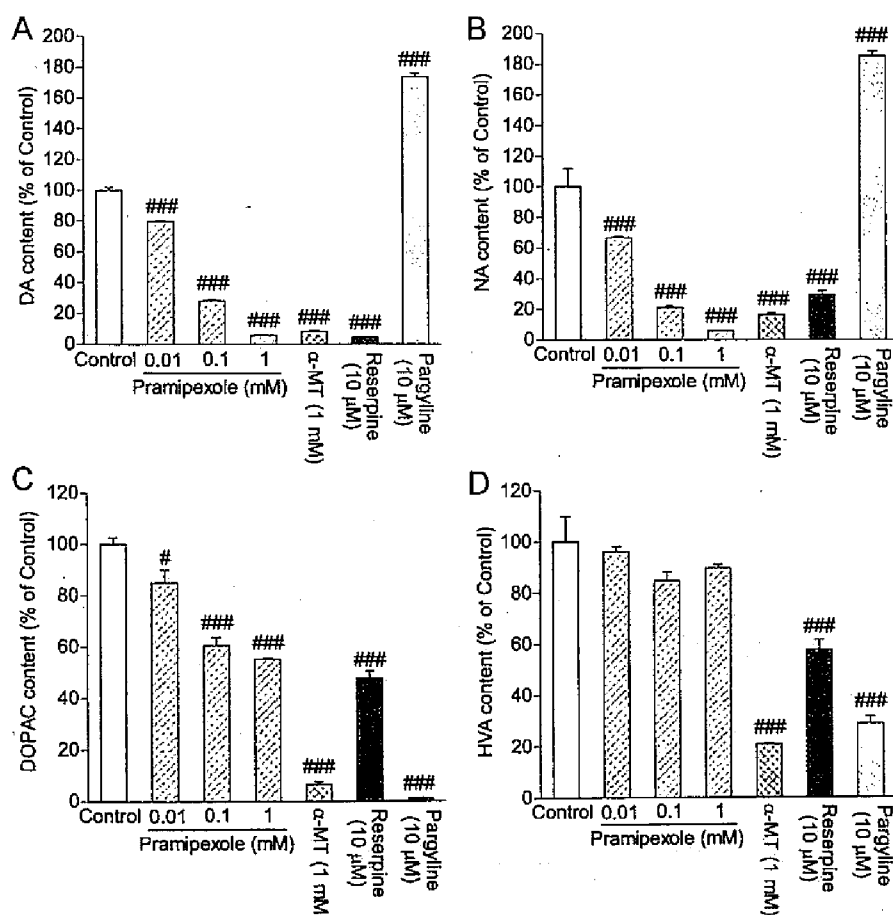 A
DA content (% of Control)
200
180
160
140
120
100
80
60
40
20
0
###
###
###
###
###
###
Control
0.01
0.1
1
Pramipexole (mM)
α-MT (1 mM)
Reserpine
(10 μM)
Pargyline
(10 μM)
B
NA content (% of Control)
200
180
160
140
120
100
80
60
40
20
0
###
###
###
###
###
###
Control
0.01
0.1
1
Pramipexole (mM)
α-MT (1 mM)
Reserpine
(10 μM)
Pargyline
(10 μM)
C
DOPAC content (% of Control)
120
100
80
60
40
20
0
#
###
###
###
###
###
Control
0.01
0.1
1
Pramipexole (mM)
α-MT (1 mM
Reserpine
(10 μM)
Pargyline
(10 μM)
D
HVA content (% of Control)
120
100
80
60
40
20
0
###
###
###
Control
0.01
0.1
1
Pramipexole (mM)
α-MT (1 mM)
Reserpine
(10 μM)
Pargyline
(10 μM)